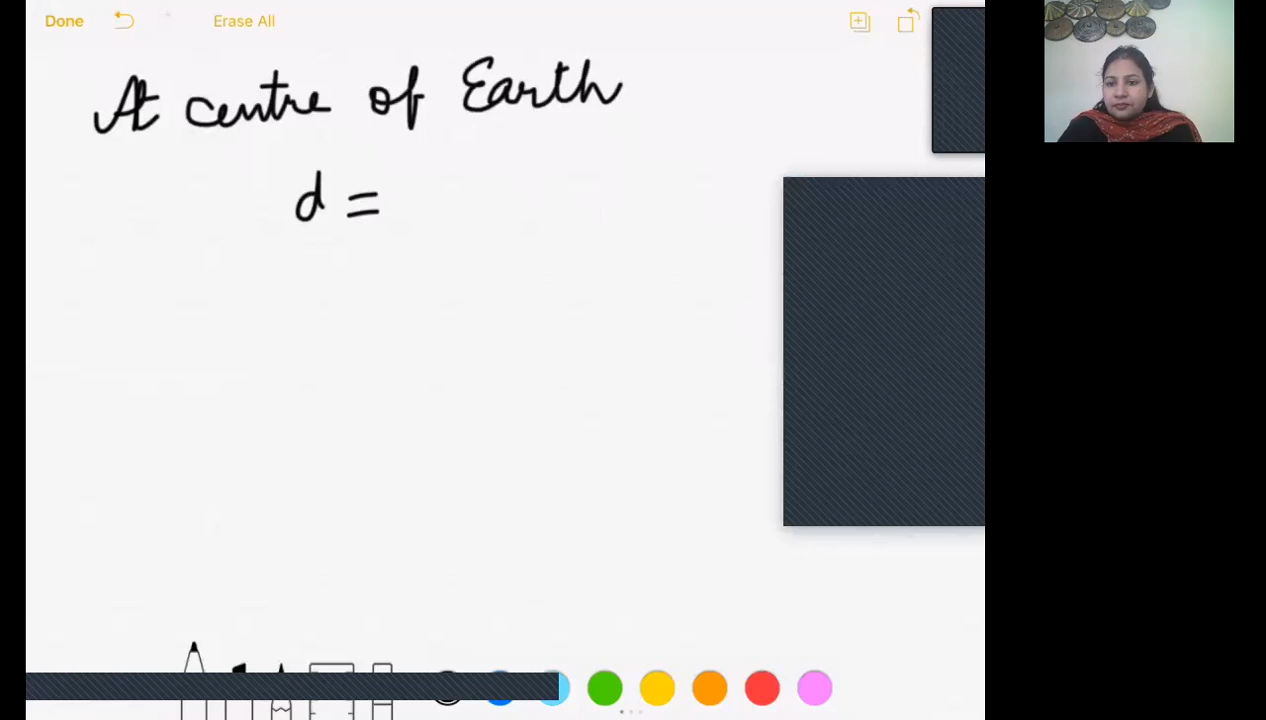 Done Erase All
At centre of Earth
d =